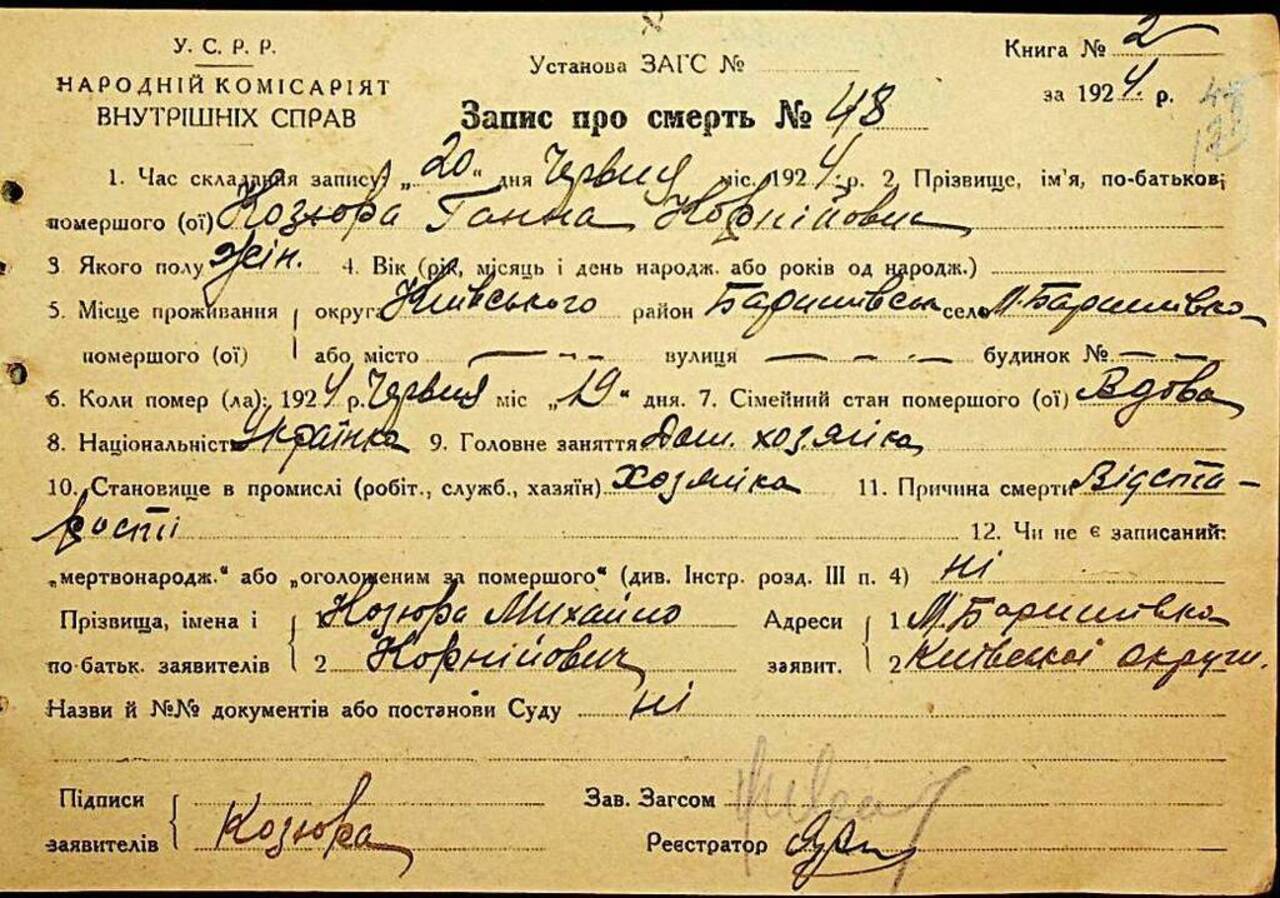 У. С. Р. Р.
НАРОДНІЙ КОМІСАРІЯТ
ВНУТРІШНІХ СПРАВ
Установа ЗАГС №
Книга № 2
за 1924. р.
Запис про смерть № 48
1. Час складання запису „20“ дня Червня міс. 1924. р. 2. Прізвище, ім'я, по-батькові
помершого (ої) Козюра Ганна Корнійовна
3 Якого полу жін. 4. Вік (рік, місяць і день народж. або років од народж.)
5. Місце проживання округа Київського район Баришівськ село М. Баришівка
помершого (ої) або місто вулиця будинок №
6. Коли помер (ла): 1924 р. Червня міс „19“ дня. 7. Сімейний стан помершого (ої) Вдова
8. Національність Українка 9. Головне заняття Дом. хозяйка
10. Становище в промислі (робіт., служб., хазяїн) Хозяйка 11. Причина смерти Відста-
рості 12. Чи не є записаний:
„мертвонародж.“ або „оголошеним за помершого“ (див. Інстр. розд. III п. 4) ні
Прізвища, імена і 1 Козюра Михайло Адреси 1 М. Баришівка
по батьк. заявителів 2 Корнійович заявит. 2 Київскої округи.
Назви й №№ документів або постанови Суду ні
Підписи Зав. Загсом
заявителів Козюра Реєстратор